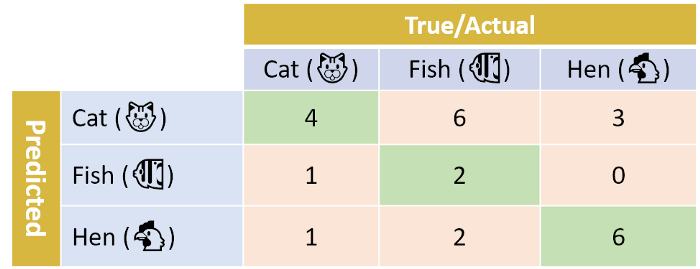 True/Actual
Cat () Fish () Hen ()
Predicted
Cat () 4 6 3
Fish () 1 2 0
Hen () 1 2 6